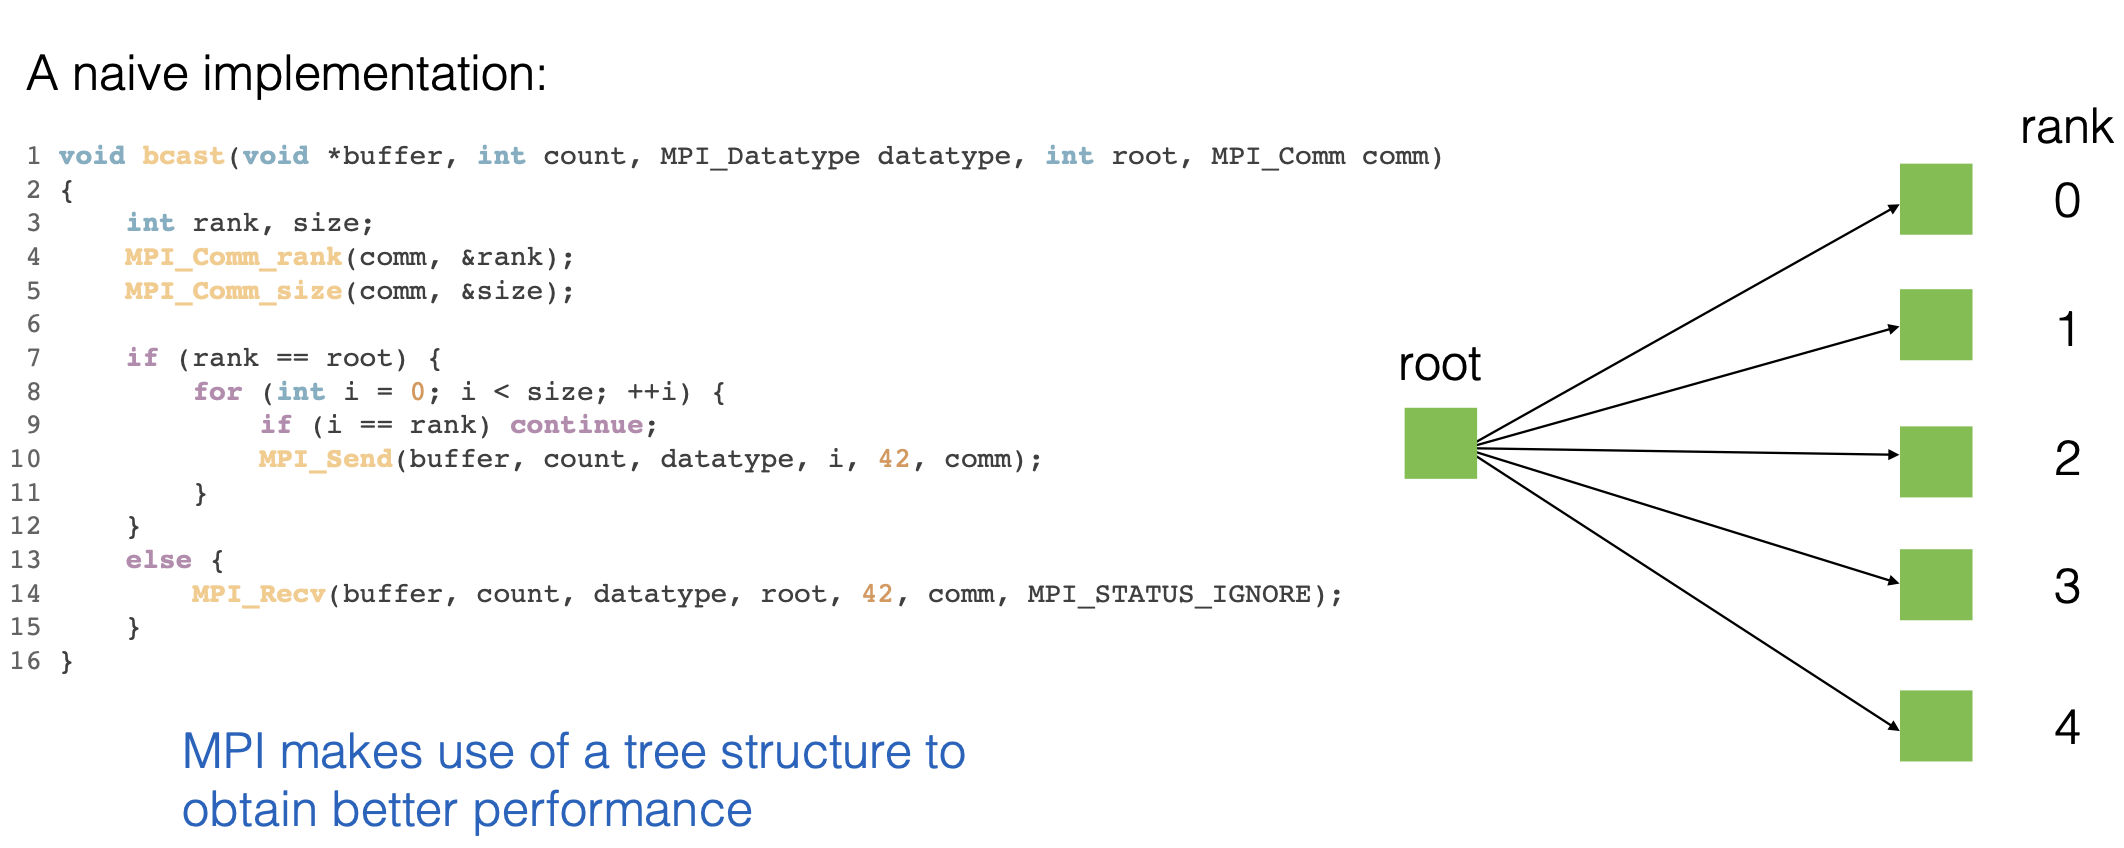 A naive implementation:
1 void bcast(void *buffer, int count, MPI_Datatype datatype, int root, MPI_Comm comm)
2 {
3     int rank, size;
4     MPI_Comm_rank(comm, &rank);
5     MPI_Comm_size(comm, &size);
6
7     if (rank == root) {
8         for (int i = 0; i < size; ++i) {
9             if (i == rank) continue;
10             MPI_Send(buffer, count, datatype, i, 42, comm);
11         }
12     }
13     else {
14         MPI_Recv(buffer, count, datatype, root, 42, comm, MPI_STATUS_IGNORE);
15     }
16 }
MPI makes use of a tree structure to
obtain better performance
root
rank
0
1
2
3
4